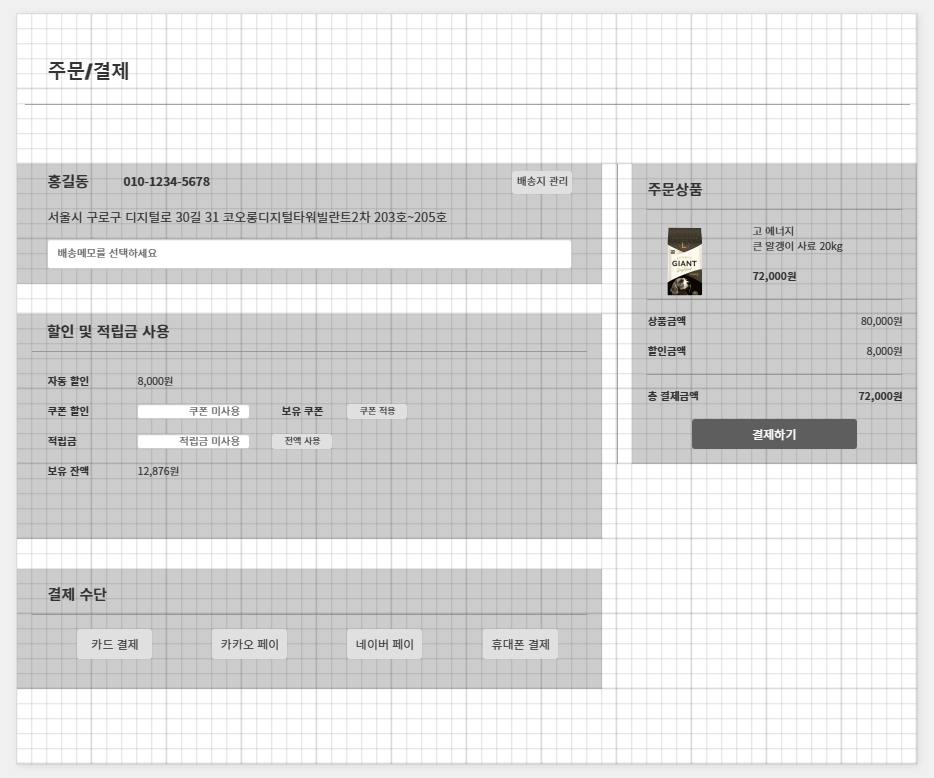 주문/결제
홍길동 010-1234-5678 배송지 관리
서울시 구로구 디지털로 30길 31 코오롱디지털타워빌란트2차 203호~205호
배송메모를 선택하세요
할인 및 적립금 사용
자동 할인 8,000원
쿠폰 할인 쿠폰 미사용 보유 쿠폰 쿠폰 적용
적립금 적립금 미사용 전액 사용
보유 잔액 12,876원
결제 수단
카드 결제 카카오 페이 네이버 페이 휴대폰 결제
주문상품
GIANT
고 에너지
큰 알갱이 사료 20kg
72,000원
상품금액 80,000원
할인금액 8,000원
총 결제금액 72,000원
결제하기